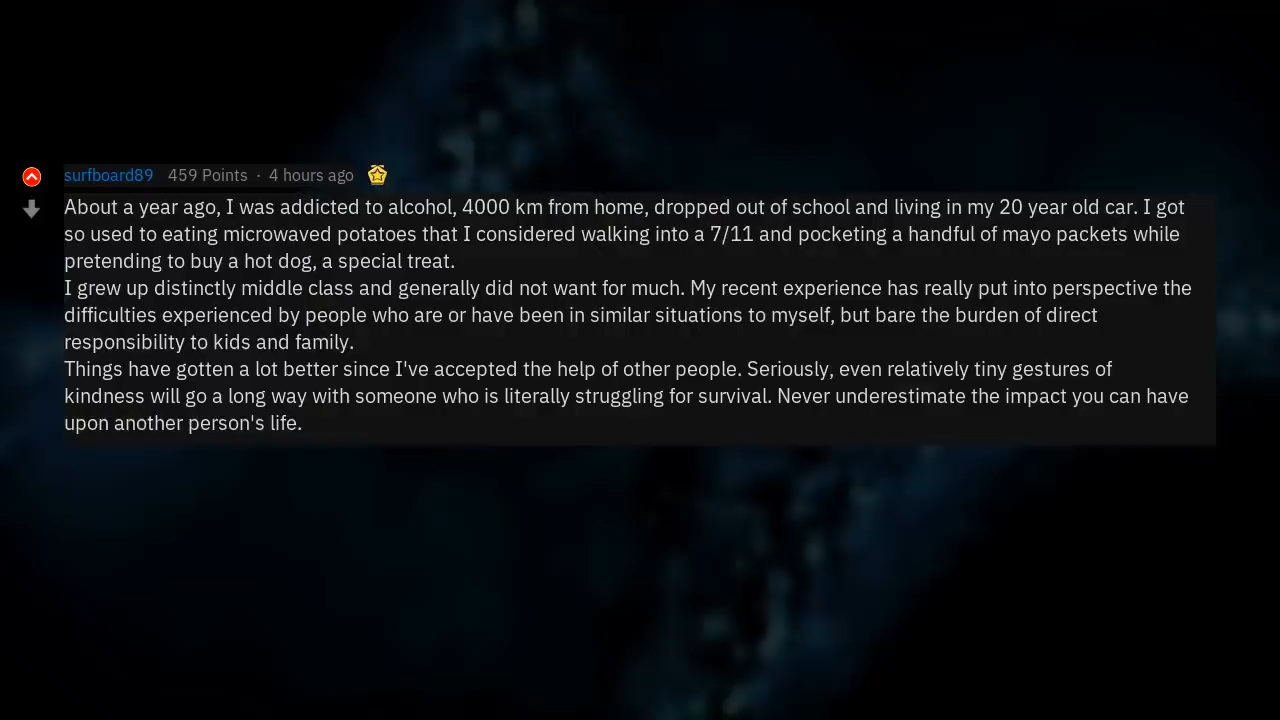 surfboard89 459 Points · 4 hours ago
About a year ago, I was addicted to alcohol, 4000 km from home, dropped out of school and living in my 20 year old car. I got
so used to eating microwaved potatoes that I considered walking into a 7/11 and pocketing a handful of mayo packets while
pretending to buy a hot dog, a special treat.
I grew up distinctly middle class and generally did not want for much. My recent experience has really put into perspective the
difficulties experienced by people who are or have been in similar situations to myself, but bare the burden of direct
responsibility to kids and family.
Things have gotten a lot better since I've accepted the help of other people. Seriously, even relatively tiny gestures of
kindness will go a long way with someone who is literally struggling for survival. Never underestimate the impact you can have
upon another person's life.